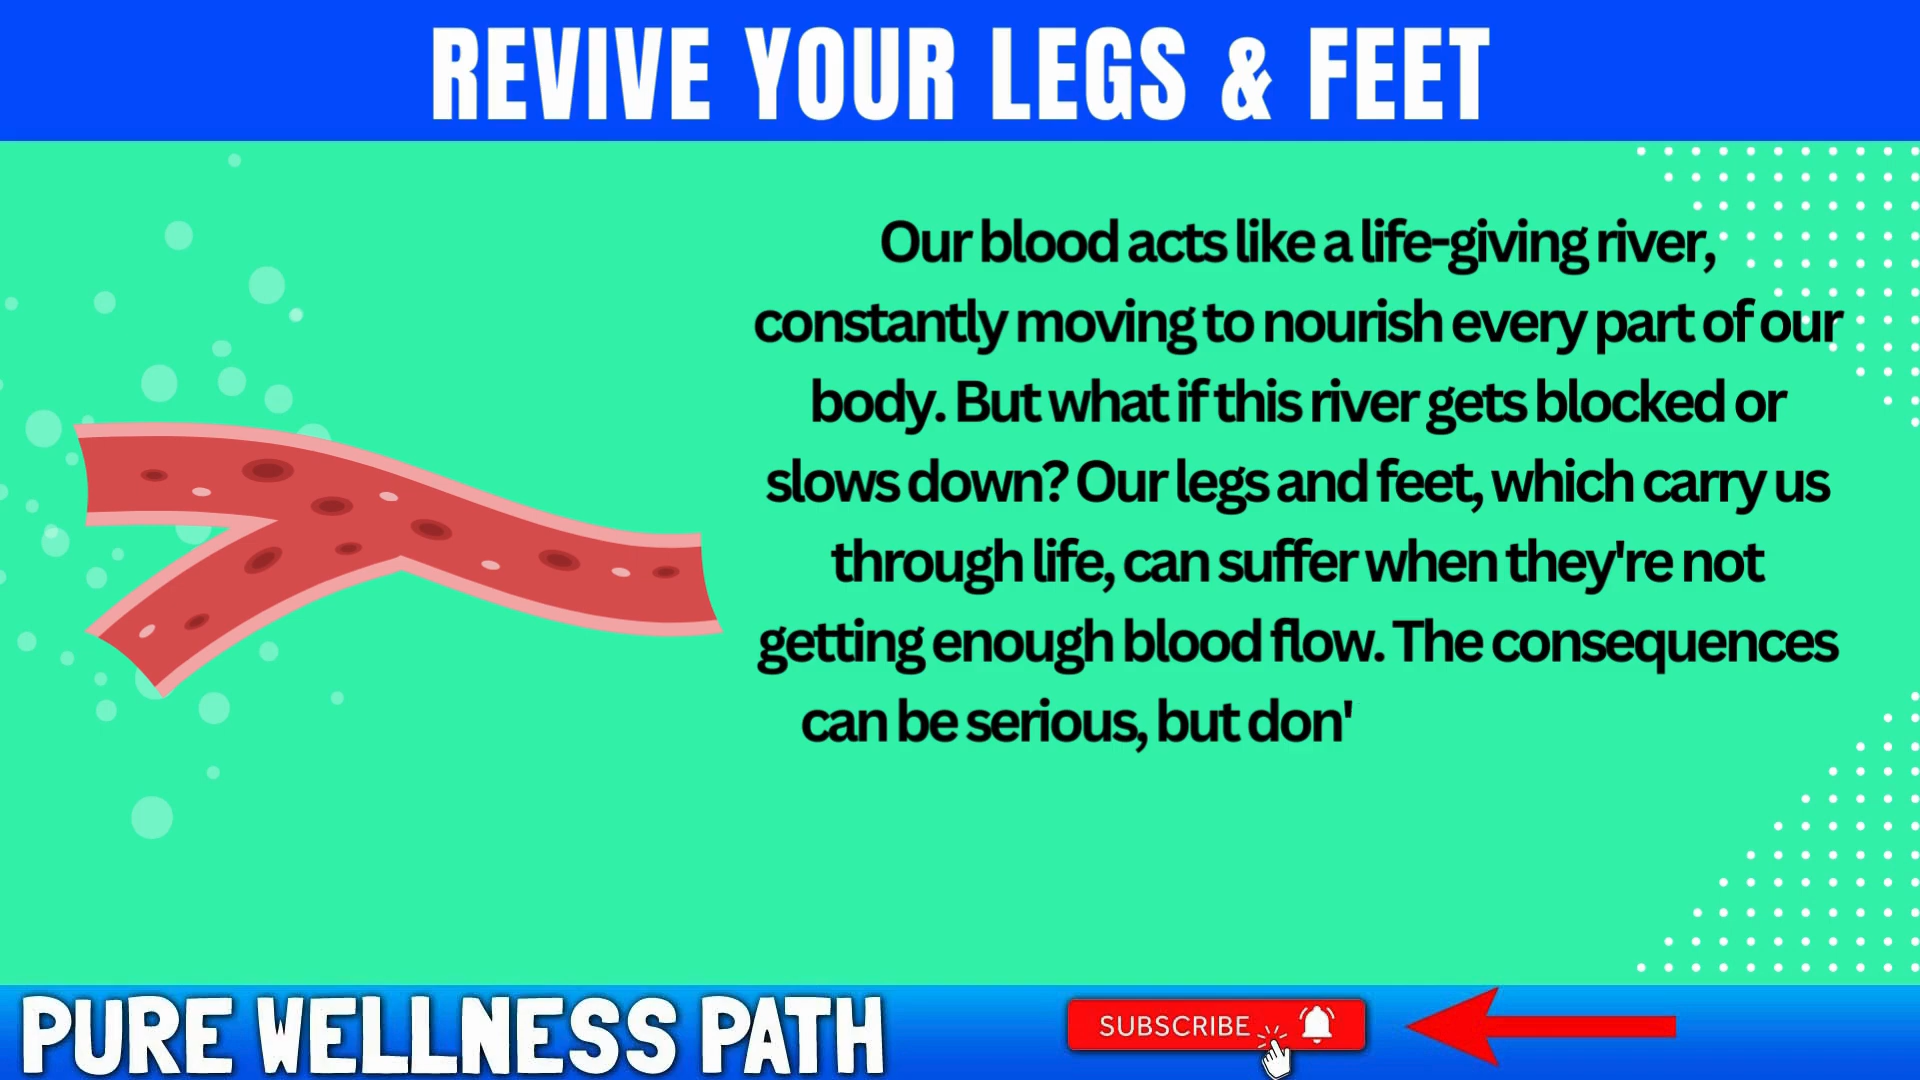 REVIVE YOUR LEGS & FEET
Our blood acts like a life-giving river,
constantly moving to nourish every part of our
body. But what if this river gets blocked or
slows down? Our legs and feet, which carry us
through life, can suffer when they're not
getting enough blood flow. The consequences
can be serious, but don'
PURE WELLNESS PATH
SUBSCRIBE